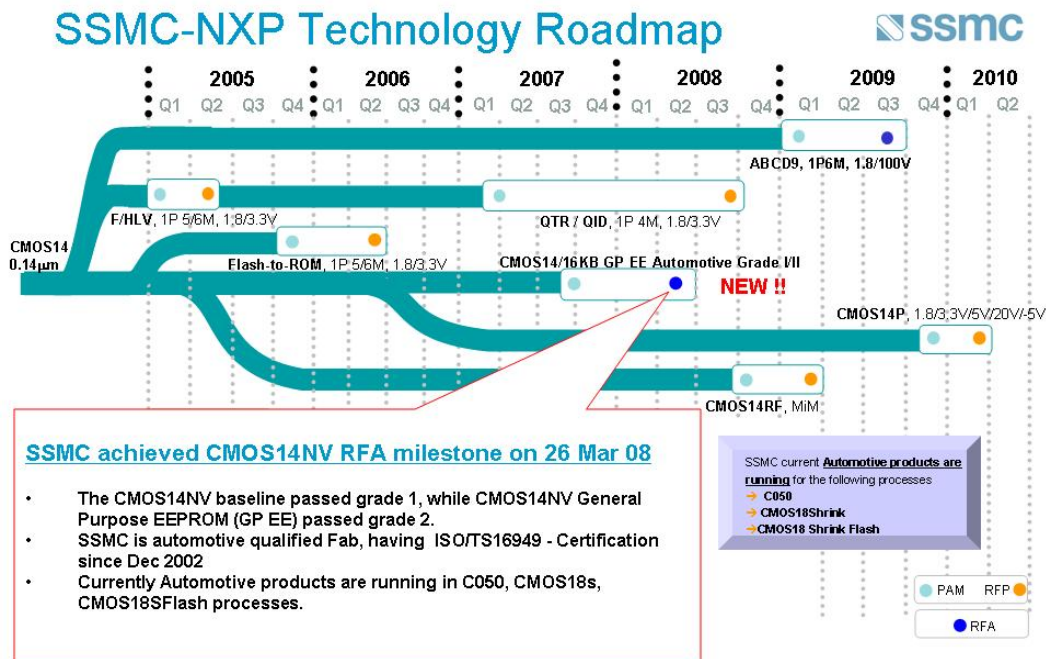 SSMC-NXP Technology Roadmap
ssmc
2005 2006 2007 2008 2009 2010
Q1 Q2 Q3 Q4 Q1 Q2 Q3 Q4 Q1 Q2 Q3 Q4 Q1 Q2 Q3 Q4 Q1 Q2 Q3 Q4 Q1 Q2
ABCD9, 1P6M, 1.8/100V
F/HLV, 1P 5/6M, 1.8/3.3V
QTR / QID, 1P 4M, 1.8/3.3V
CMOS14
0.14µm
Flash-to-ROM, 1P 5/6M, 1.8/3.3V
CMOS14/16KB GP EE Automotive Grade I/II
NEW !!
CMOS14P, 1.8/3.3V/5V/20V/-5V
CMOS14RF, MiM
SSMC achieved CMOS14NV RFA milestone on 26 Mar 08
• The CMOS14NV baseline passed grade 1, while CMOS14NV General
Purpose EEPROM (GP EE) passed grade 2.
• SSMC is automotive qualified Fab, having ISO/TS16949 - Certification
since Dec 2002
• Currently Automotive products are running in C050, CMOS18s,
CMOS18SFlash processes.
SSMC current Automotive products are
running for the following processes
→ C050
→ CMOS18Shrink
→CMOS18 Shrink Flash
PAM RFP
RFA